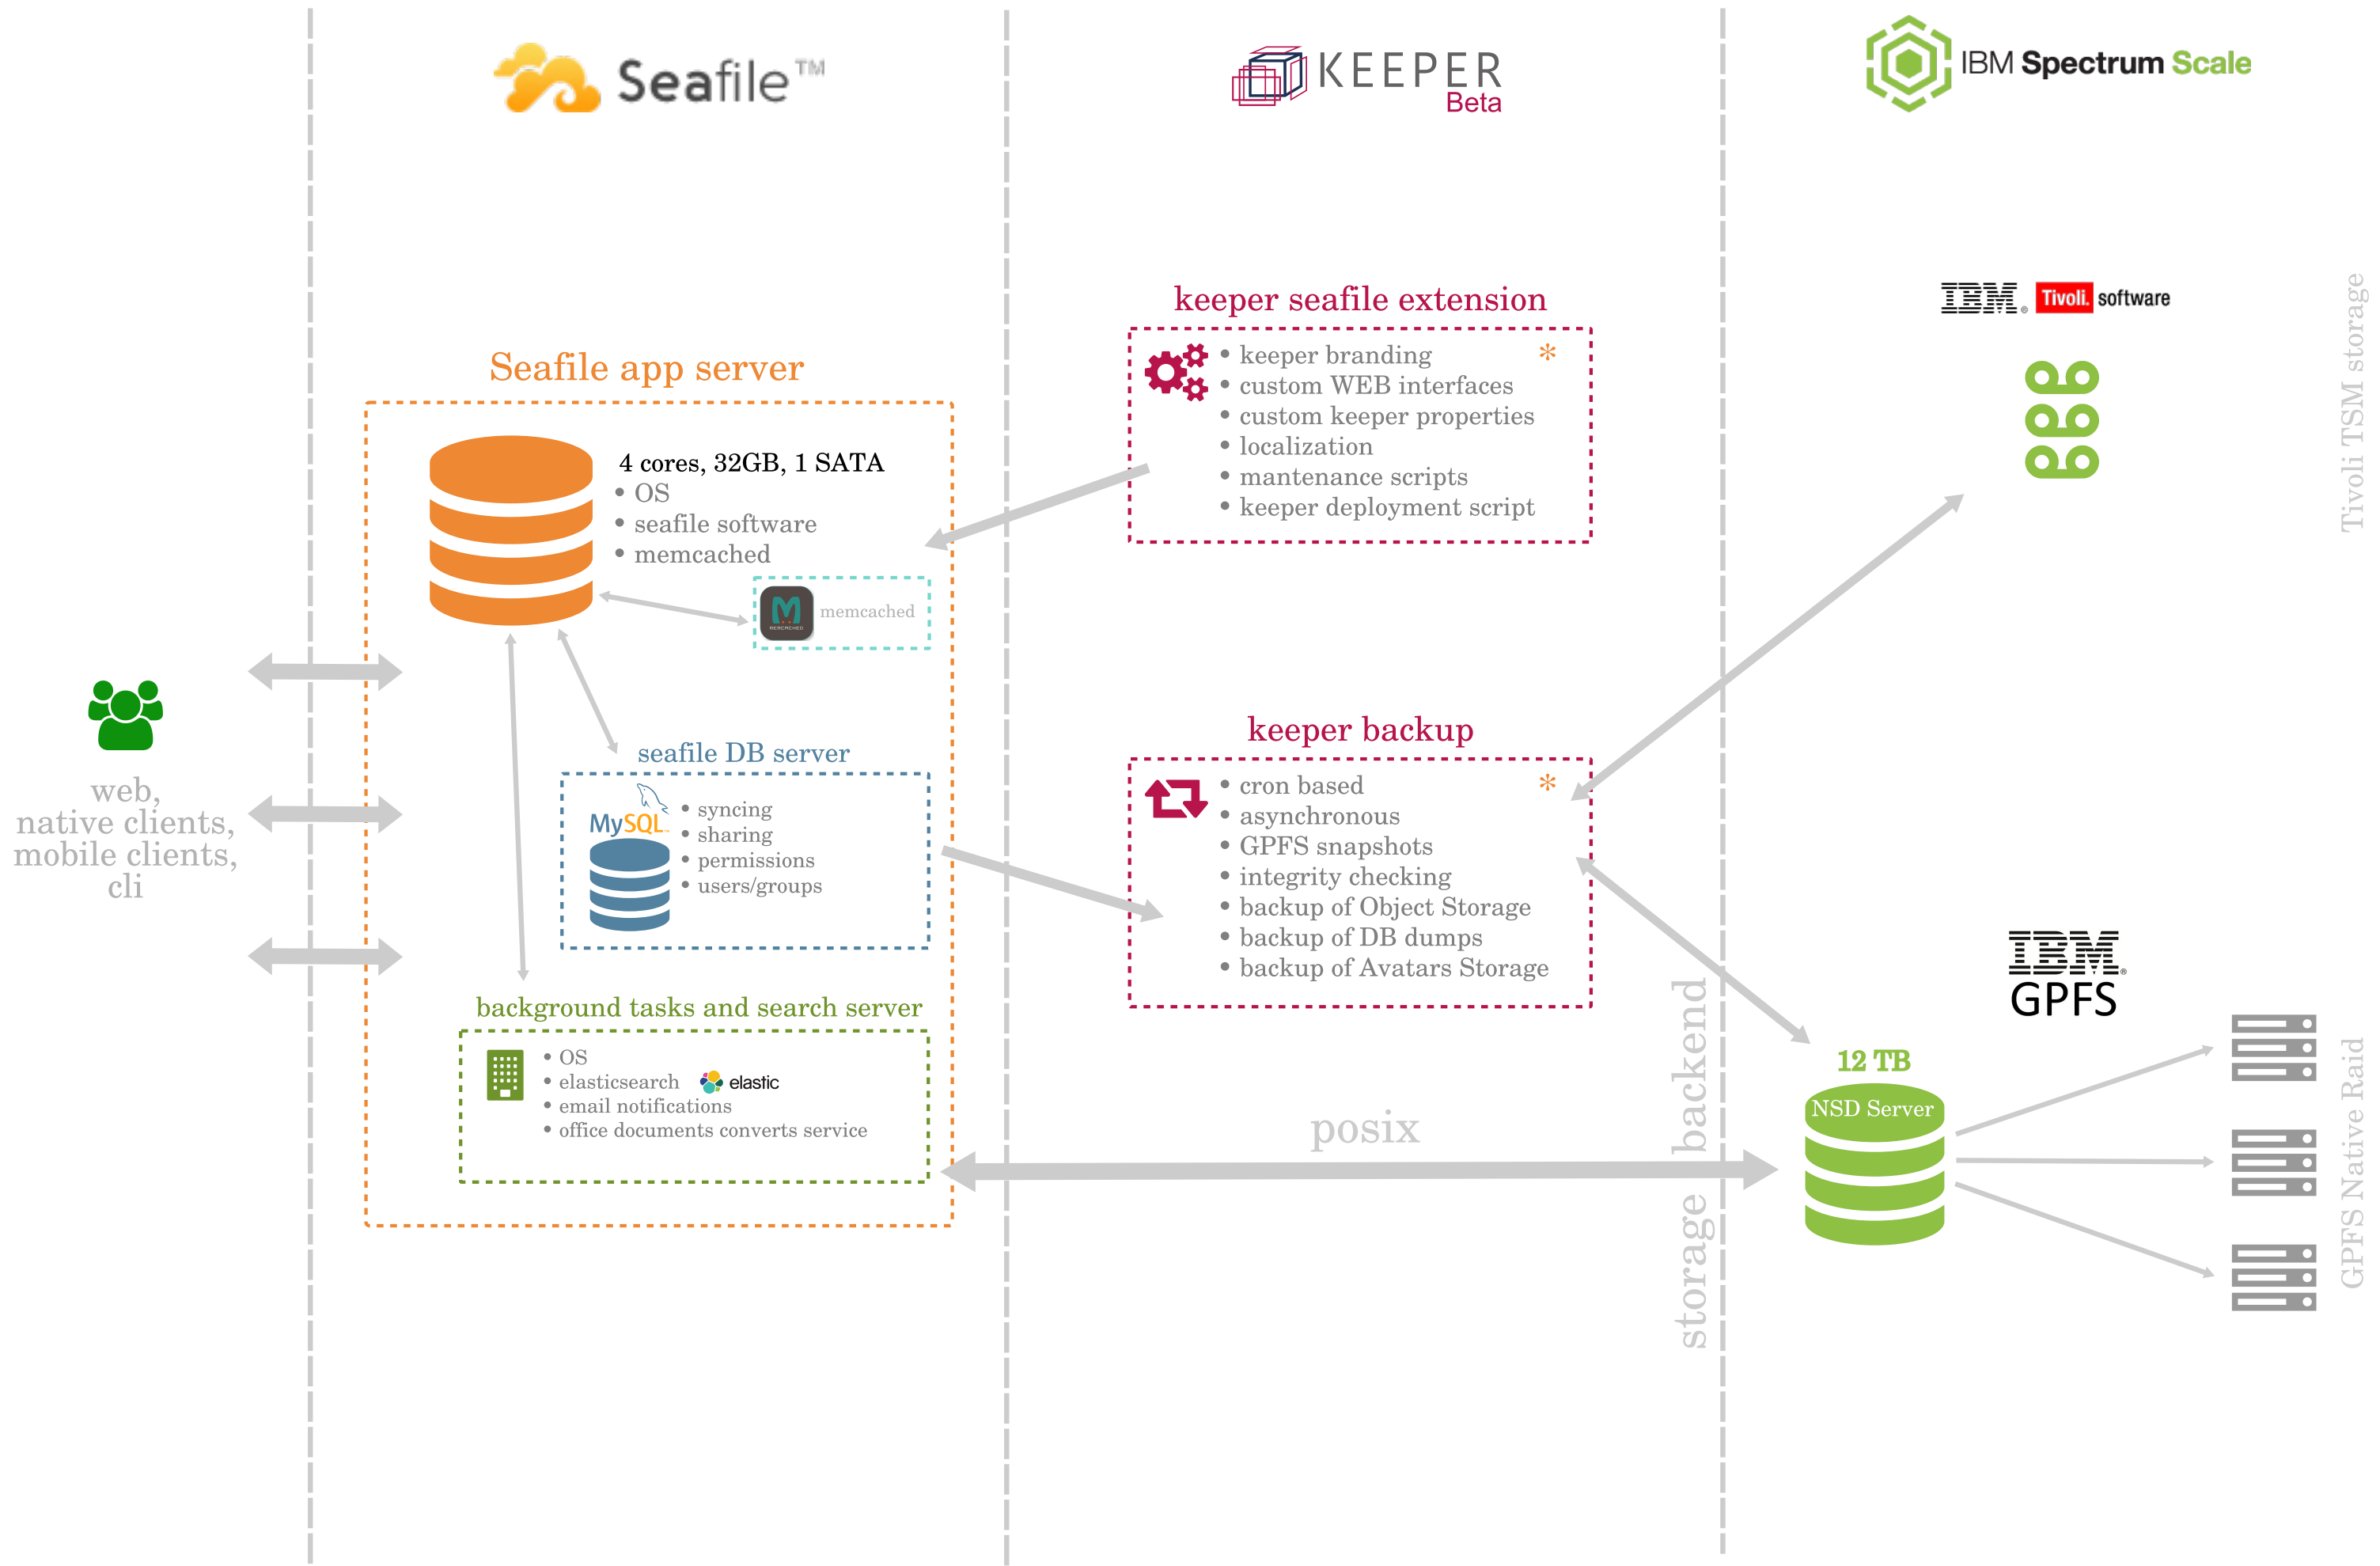 Seafile™
KEEPER
Beta
IBM Spectrum Scale
web,
native clients,
mobile clients,
cli
Seafile app server
4 cores, 32GB, 1 SATA
• OS
• seafile software
• memcached
MEMCACHED
memcached
seafile DB server
MySQL™
• syncing
• sharing
• permissions
• users/groups
background tasks and search server
• OS
• elasticsearch
elastic
• email notifications
• office documents converts service
keeper seafile extension
• keeper branding *
• custom WEB interfaces
• custom keeper properties
• localization
• mantenance scripts
• keeper deployment script
keeper backup
• cron based *
• asynchronous
• GPFS snapshots
• integrity checking
• backup of Object Storage
• backup of DB dumps
• backup of Avatars Storage
posix
storage backend
IBM® Tivoli. software
Tivoli TSM storage
IBM®
GPFS
12 TB
NSD Server
GPFS Native Raid